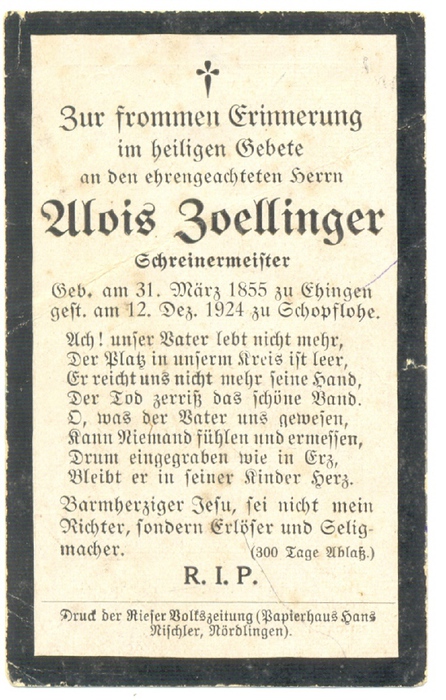 Zur frommen Erinnerung
im heiligen Gebete
an den ehrengeachteten Herrn
Alois Zoellinger
Schreinermeister
Geb. am 31. März 1855 zu Ehingen
gest. am 12. Dez. 1924 zu Schopflohe.
Ach! unser Vater lebt nicht mehr,
Der Platz in unserm Kreis ist leer,
Er reicht uns nicht mehr seine Hand,
Der Tod zerriß das schöne Band.
O, was der Vater uns gewesen,
Kann Niemand fühlen und ermessen,
Drum eingegraben wie in Erz,
Bleibt er in seiner Kinder Herz.
Barmherziger Jesu, sei nicht mein
Richter, sondern Erlöser und Selig-
macher. (300 Tage Ablaß.)
R. I. P.
Druck der Rieser Volkszeitung (Papierhaus Hans
Nischler, Nördlingen).